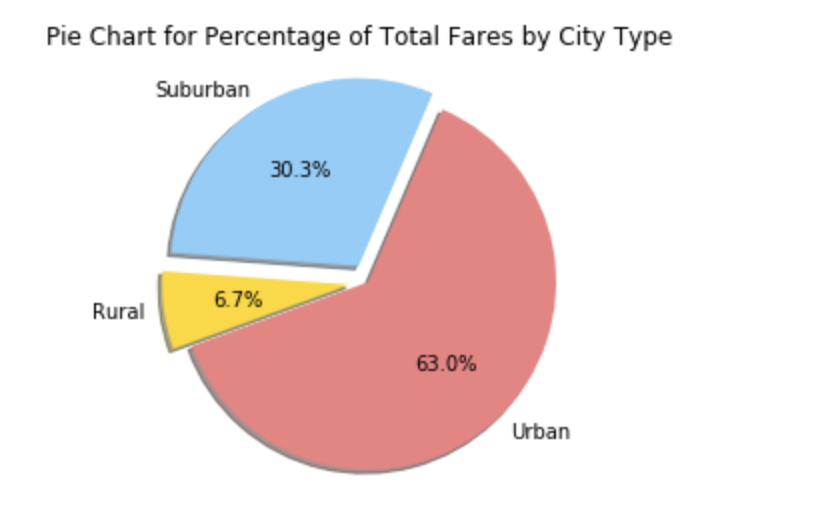 Pie Chart for Percentage of Total Fares by City Type
Suburban
30.3%
6.7%
Rural
63.0%
Urban